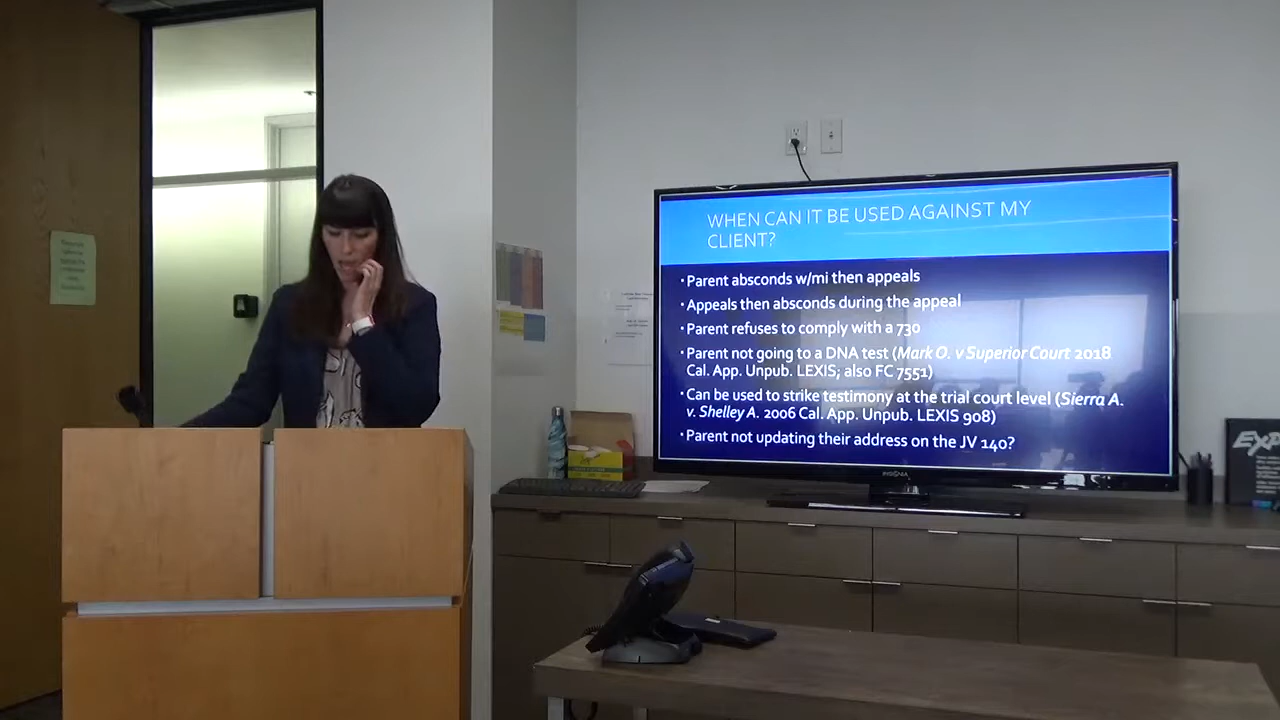 WHEN CAN IT BE USED AGAINST MY
CLIENT?
▪ Parent absconds w/mi then appeals
▪ Appeals then absconds during the appeal
▪ Parent refuses to comply with a 730
▪ Parent not going to a DNA test (Mark O. v Superior Court 2018
Cal. App. Unpub. LEXIS; also FC 7551)
▪ Can be used to strike testimony at the trial court level (Sierra A.
v. Shelley A. 2006 Cal. App. Unpub. LEXIS 908)
▪ Parent not updating their address on the JV 140?
INSIGNIA